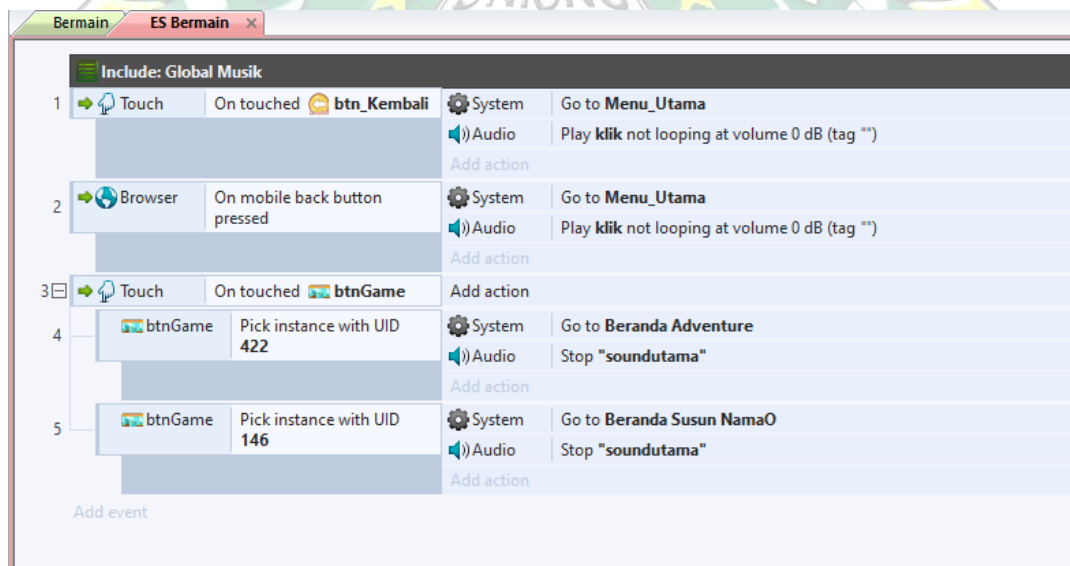 UNIONG
Bermain ES Bermain ×
Include: Global Musik
1 Touch On touched btn_Kembali System Go to Menu_Utama
Audio Play klik not looping at volume 0 dB (tag "")
Add action
2 Browser On mobile back button pressed System Go to Menu_Utama
Audio Play klik not looping at volume 0 dB (tag "")
Add action
3 Touch On touched btnGame Add action
4 btnGame Pick instance with UID 422 System Go to Beranda Adventure
Audio Stop "soundutama"
Add action
5 btnGame Pick instance with UID 146 System Go to Beranda Susun NamaO
Audio Stop "soundutama"
Add action
Add event